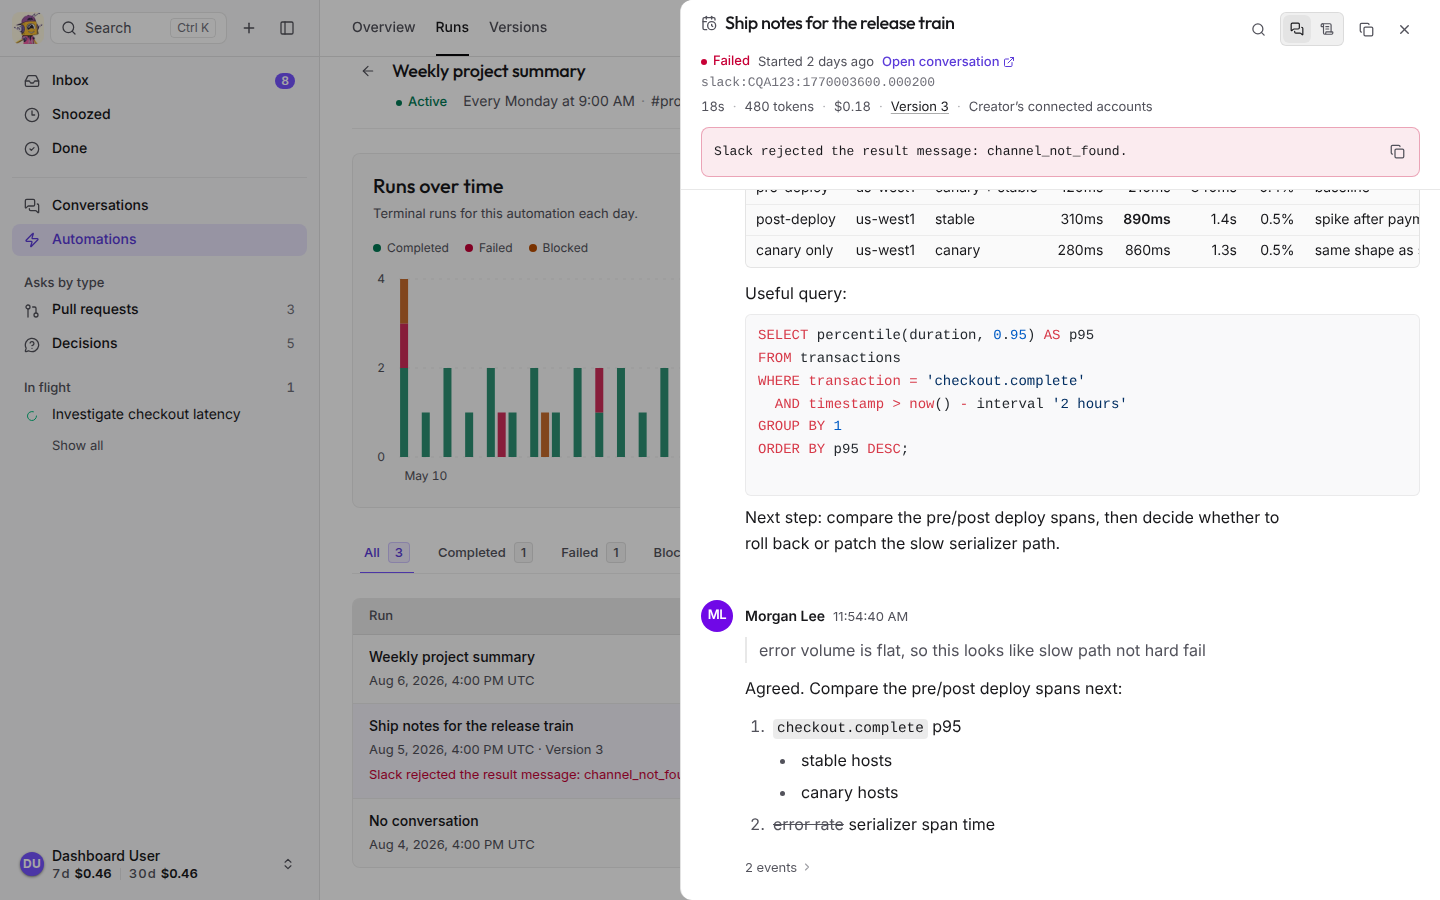 Search
Ctrl K
Inbox
8
Snoozed
Done
Conversations
Automations
Asks by type
Pull requests
3
Decisions
5
In flight
1
Investigate checkout latency
Show all
DU
Dashboard User
7d $0.46
30d $0.46
Overview
Runs
Versions
Weekly project summary
Active
Every Monday at 9:00 AM · #pro
Runs over time
Terminal runs for this automation each day.
Completed
Failed
Blocked
4
2
0
May 10
All 3
Completed 1
Failed 1
Bloc
Run
Weekly project summary
Aug 6, 2026, 4:00 PM UTC
Ship notes for the release train
Aug 5, 2026, 4:00 PM UTC · Version 3
Slack rejected the result message: channel_not_fou
No conversation
Aug 4, 2026, 4:00 PM UTC
Ship notes for the release train
Failed Started 2 days ago Open conversation
slack:CQA123:1770003600.000200
18s · 480 tokens · $0.18 · Version 3 · Creator's connected accounts
Slack rejected the result message: channel_not_found.
pre-deploy us-west1 canary + stable baseline
post-deploy us-west1 stable 310ms 890ms 1.4s 0.5% spike after paym
canary only us-west1 canary 280ms 860ms 1.3s 0.5% same shape as
Useful query:
SELECT percentile(duration, 0.95) AS p95
FROM transactions
WHERE transaction = 'checkout.complete'
AND timestamp > now() - interval '2 hours'
GROUP BY 1
ORDER BY p95 DESC;
Next step: compare the pre/post deploy spans, then decide whether to
roll back or patch the slow serializer path.
ML
Morgan Lee 11:54:40 AM
error volume is flat, so this looks like slow path not hard fail
Agreed. Compare the pre/post deploy spans next:
1. checkout.complete p95
• stable hosts
• canary hosts
2. error rate serializer span time
2 events